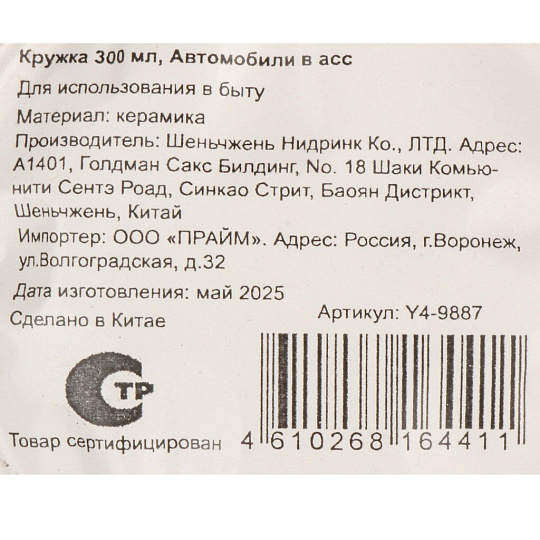 Кружка 300 мл, Автомобили в асс
Для использования в быту
Материал: керамика
Производитель: Шеньчжень Нидринк Ко., ЛТД. Адрес:
А1401, Голдман Сакс Билдинг, No. 18 Шаки Комью-
нити Сентэ Роад, Синкао Стрит, Баоян Дистрикт,
Шеньчжень, Китай
Импортер: ООО «ПРАЙМ». Адрес: Россия, г.Воронеж,
ул.Волгоградская, д.32
Дата изготовления: май 2025
Артикул: Y4-9887
Сделано в Китае
ТР
Товар сертифицирован
4 610268 164411